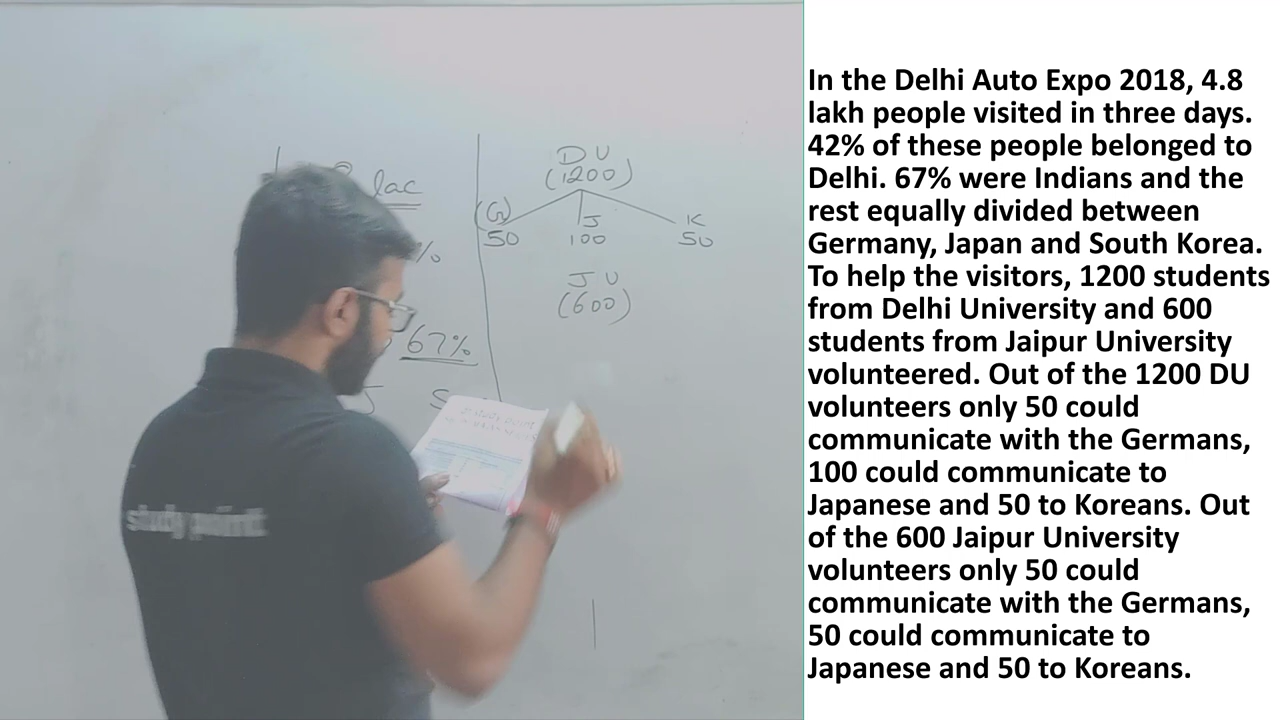 lac
%
67%
J S
D U
(1200)
(G) J K
50 100 50
J U
(600)
study point
In the Delhi Auto Expo 2018, 4.8
lakh people visited in three days.
42% of these people belonged to
Delhi. 67% were Indians and the
rest equally divided between
Germany, Japan and South Korea.
To help the visitors, 1200 students
from Delhi University and 600
students from Jaipur University
volunteered. Out of the 1200 DU
volunteers only 50 could
communicate with the Germans,
100 could communicate to
Japanese and 50 to Koreans. Out
of the 600 Jaipur University
volunteers only 50 could
communicate with the Germans,
50 could communicate to
Japanese and 50 to Koreans.